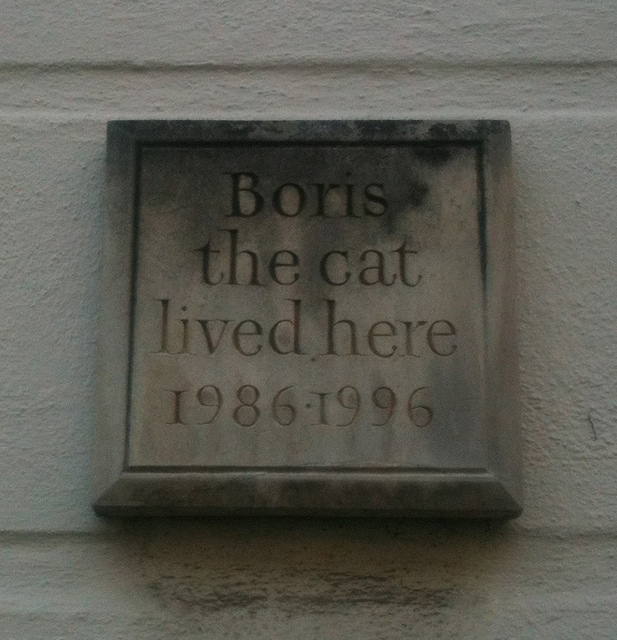 Boris
the cat
lived here
1986·1996